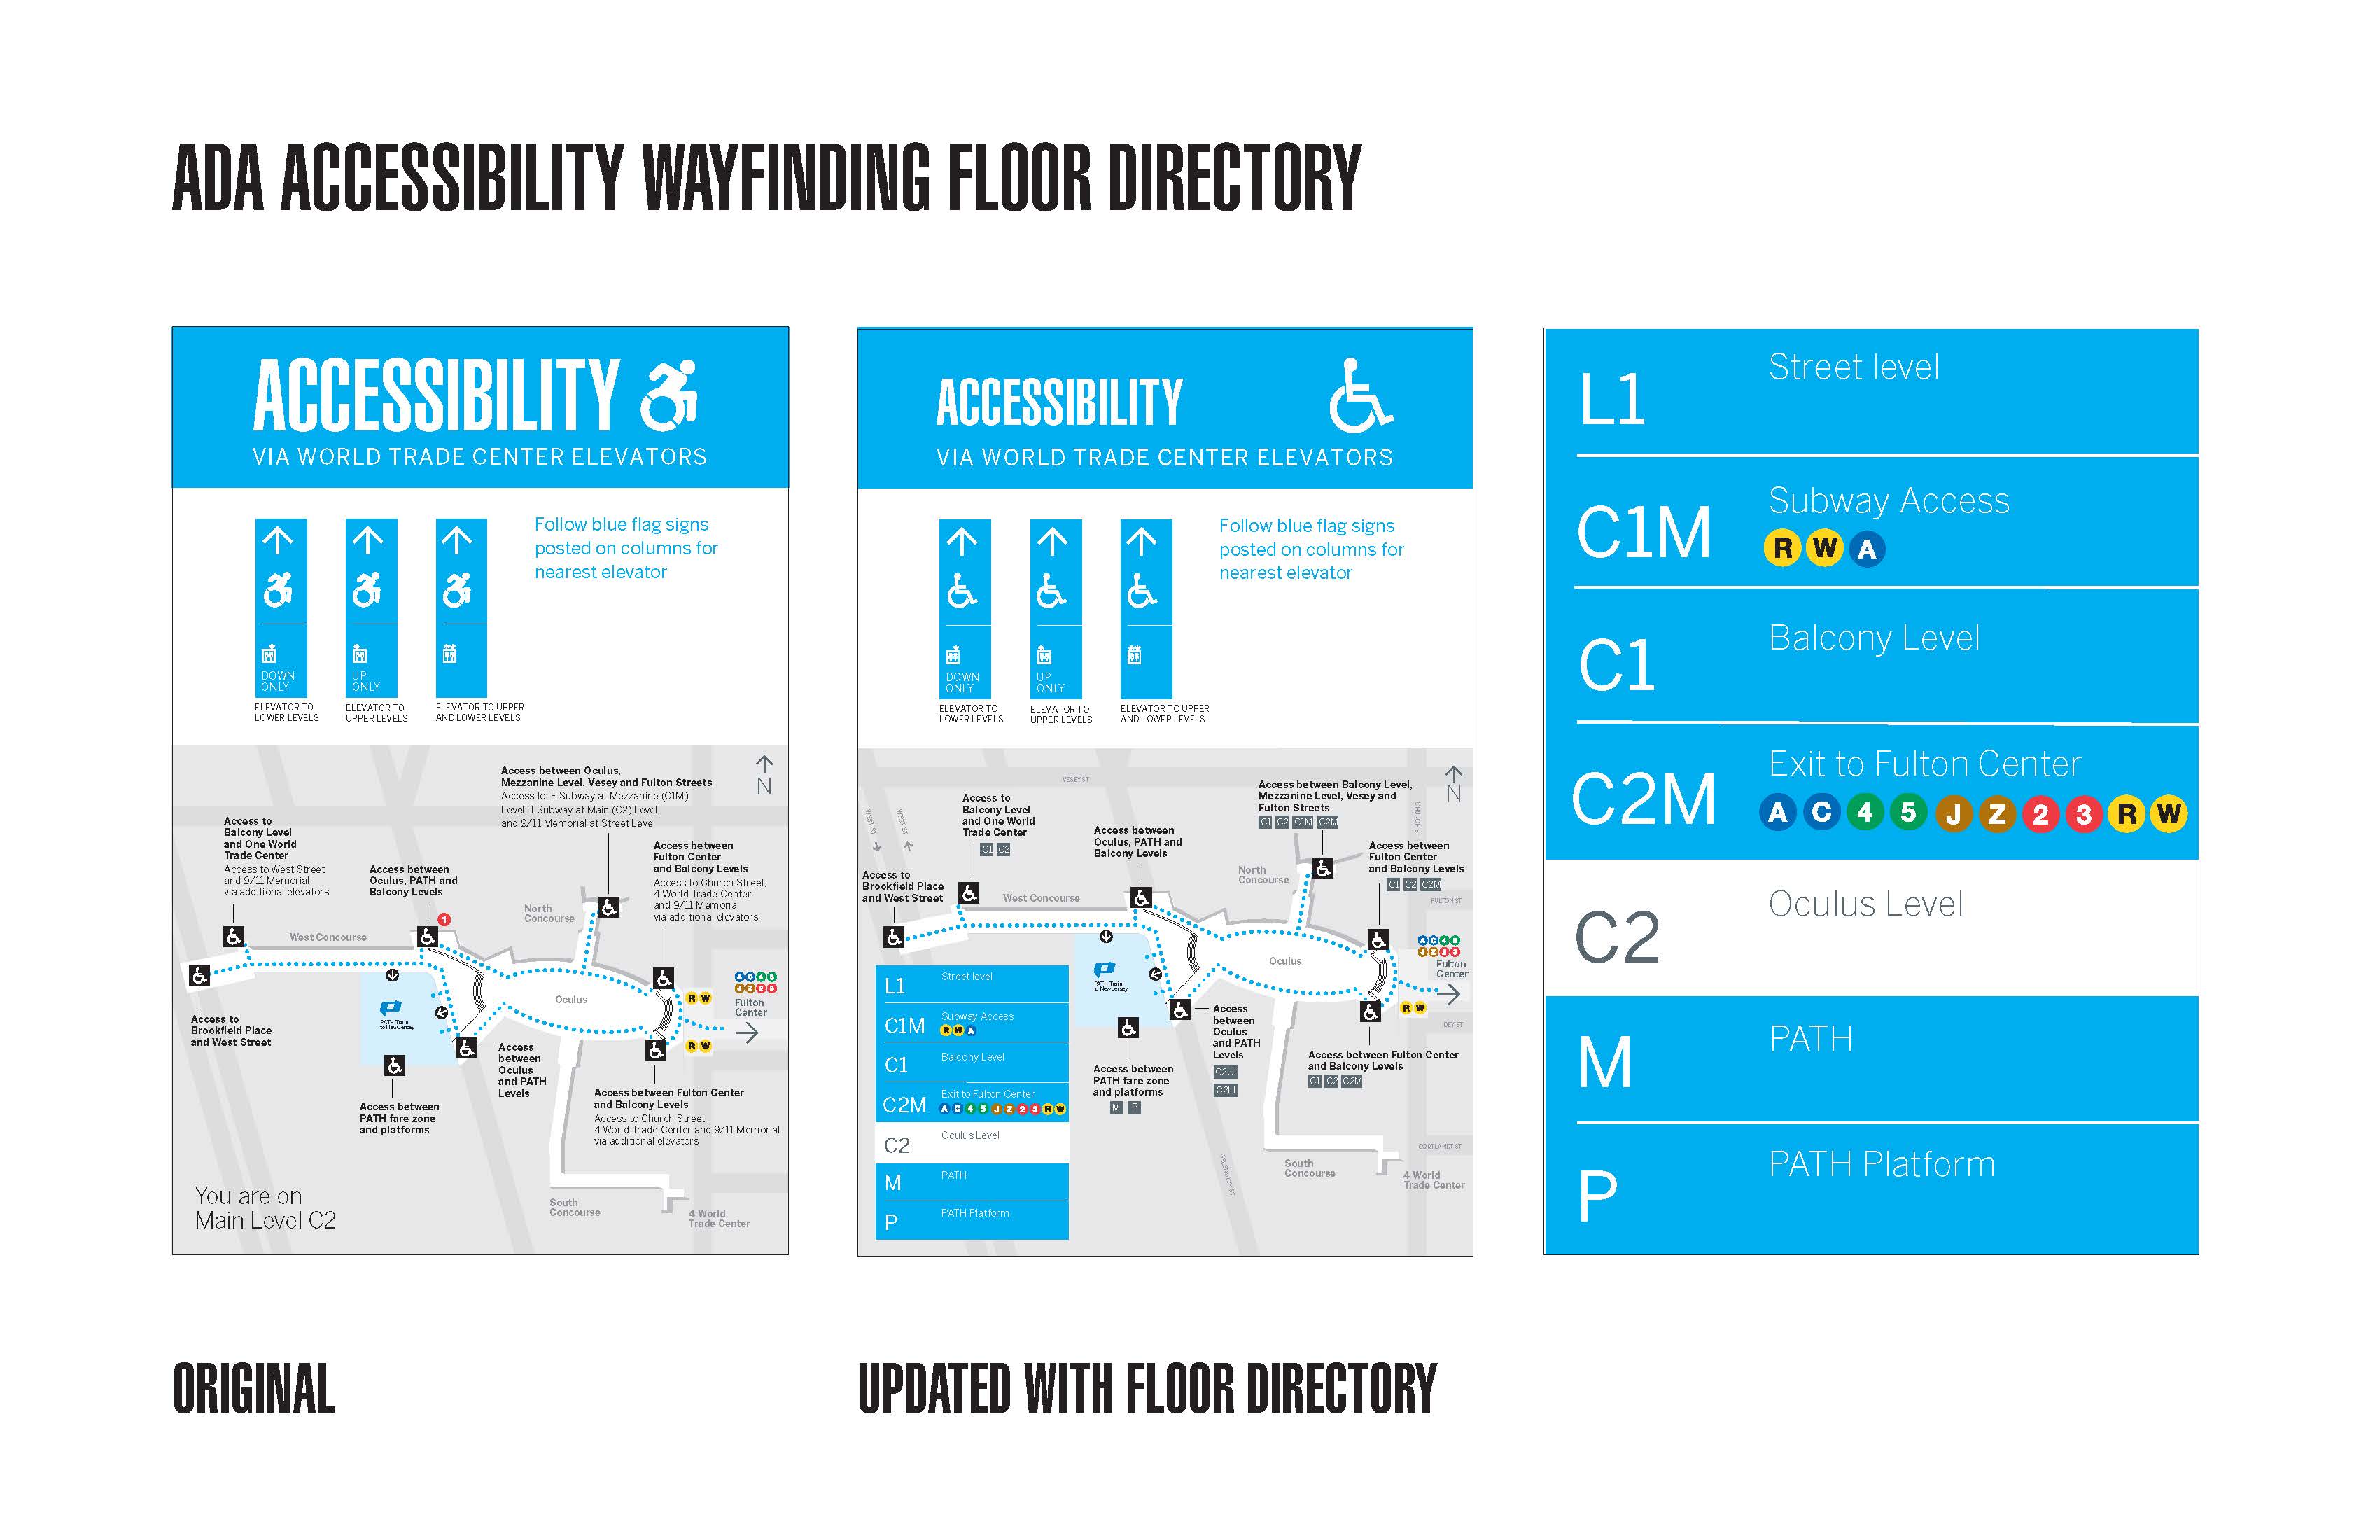 ADA ACCESSIBILITY WAYFINDING FLOOR DIRECTORY
ACCESSIBILITY
VIA WORLD TRADE CENTER ELEVATORS
DOWN
ONLY
UP
ONLY
ELEVATOR TO
LOWER LEVELS
ELEVATOR TO
UPPER LEVELS
ELEVATOR TO UPPER
AND LOWER LEVELS
Follow blue flag signs
posted on columns for
nearest elevator
Access between Oculus,
Mezzanine Level, Vesey and Fulton Streets
Access to E Subway at Mezzanine (C1M)
Level, 1 Subway at Main (C2) Level,
and 9/11 Memorial at Street Level
N
Access to
Balcony Level
and One World
Trade Center
Access to West Street
and 9/11 Memorial
via additional elevators
Access between
Oculus, PATH and
Balcony Levels
1
Access between
Fulton Center
and Balcony Levels
Access to Church Street,
4 World Trade Center
and 9/11 Memorial
via additional elevators
North
Concourse
West Concourse
Oculus
A C 4 5
J Z 2 3
R W
Fulton
Center
R W
PATH Train
to New Jersey
Access to
Brookfield Place
and West Street
Access
between
Oculus
and PATH
Levels
Access between
PATH fare zone
and platforms
Access between Fulton Center
and Balcony Levels
Access to Church Street,
4 World Trade Center and 9/11 Memorial
via additional elevators
You are on
Main Level C2
South
Concourse
4 World
Trade Center
ORIGINAL
ACCESSIBILITY
VIA WORLD TRADE CENTER ELEVATORS
DOWN
ONLY
UP
ONLY
ELEVATOR TO
LOWER LEVELS
ELEVATOR TO
UPPER LEVELS
ELEVATOR TO UPPER
AND LOWER LEVELS
Follow blue flag signs
posted on columns for
nearest elevator
VESEY ST
WEST ST
WEST ST
CHURCH ST
N
Access to
Balcony Level
and One World
Trade Center
C1 C2
Access between
Oculus, PATH and
Balcony Levels
Access between Balcony Level,
Mezzanine Level, Vesey and
Fulton Streets
C1 C2 C1M C2M
Access between
Fulton Center
and Balcony Levels
C1 C2 C2M
FULTON ST
Access to
Brookfield Place
and West Street
West Concourse
North
Concourse
Oculus
A C 4 5
J Z 2 3
Fulton
Center
R W
DEY ST
PATH Train
to New Jersey
Access
between
Oculus
and PATH
Levels
C2UL
C2LL
Access between
PATH fare zone
and platforms
M P
Access between Fulton Center
and Balcony Levels
C1 C2 C2M
CORTLANDT ST
GREENWICH ST
South
Concourse
4 World
Trade Center
L1 Street level
C1M Subway Access
R W A
C1 Balcony Level
C2M Exit to Fulton Center
A C 4 5 J Z 2 3 R W
C2 Oculus Level
M PATH
P PATH Platform
UPDATED WITH FLOOR DIRECTORY
L1 Street level
C1M Subway Access
R W A
C1 Balcony Level
C2M Exit to Fulton Center
A C 4 5 J Z 2 3 R W
C2 Oculus Level
M PATH
P PATH Platform